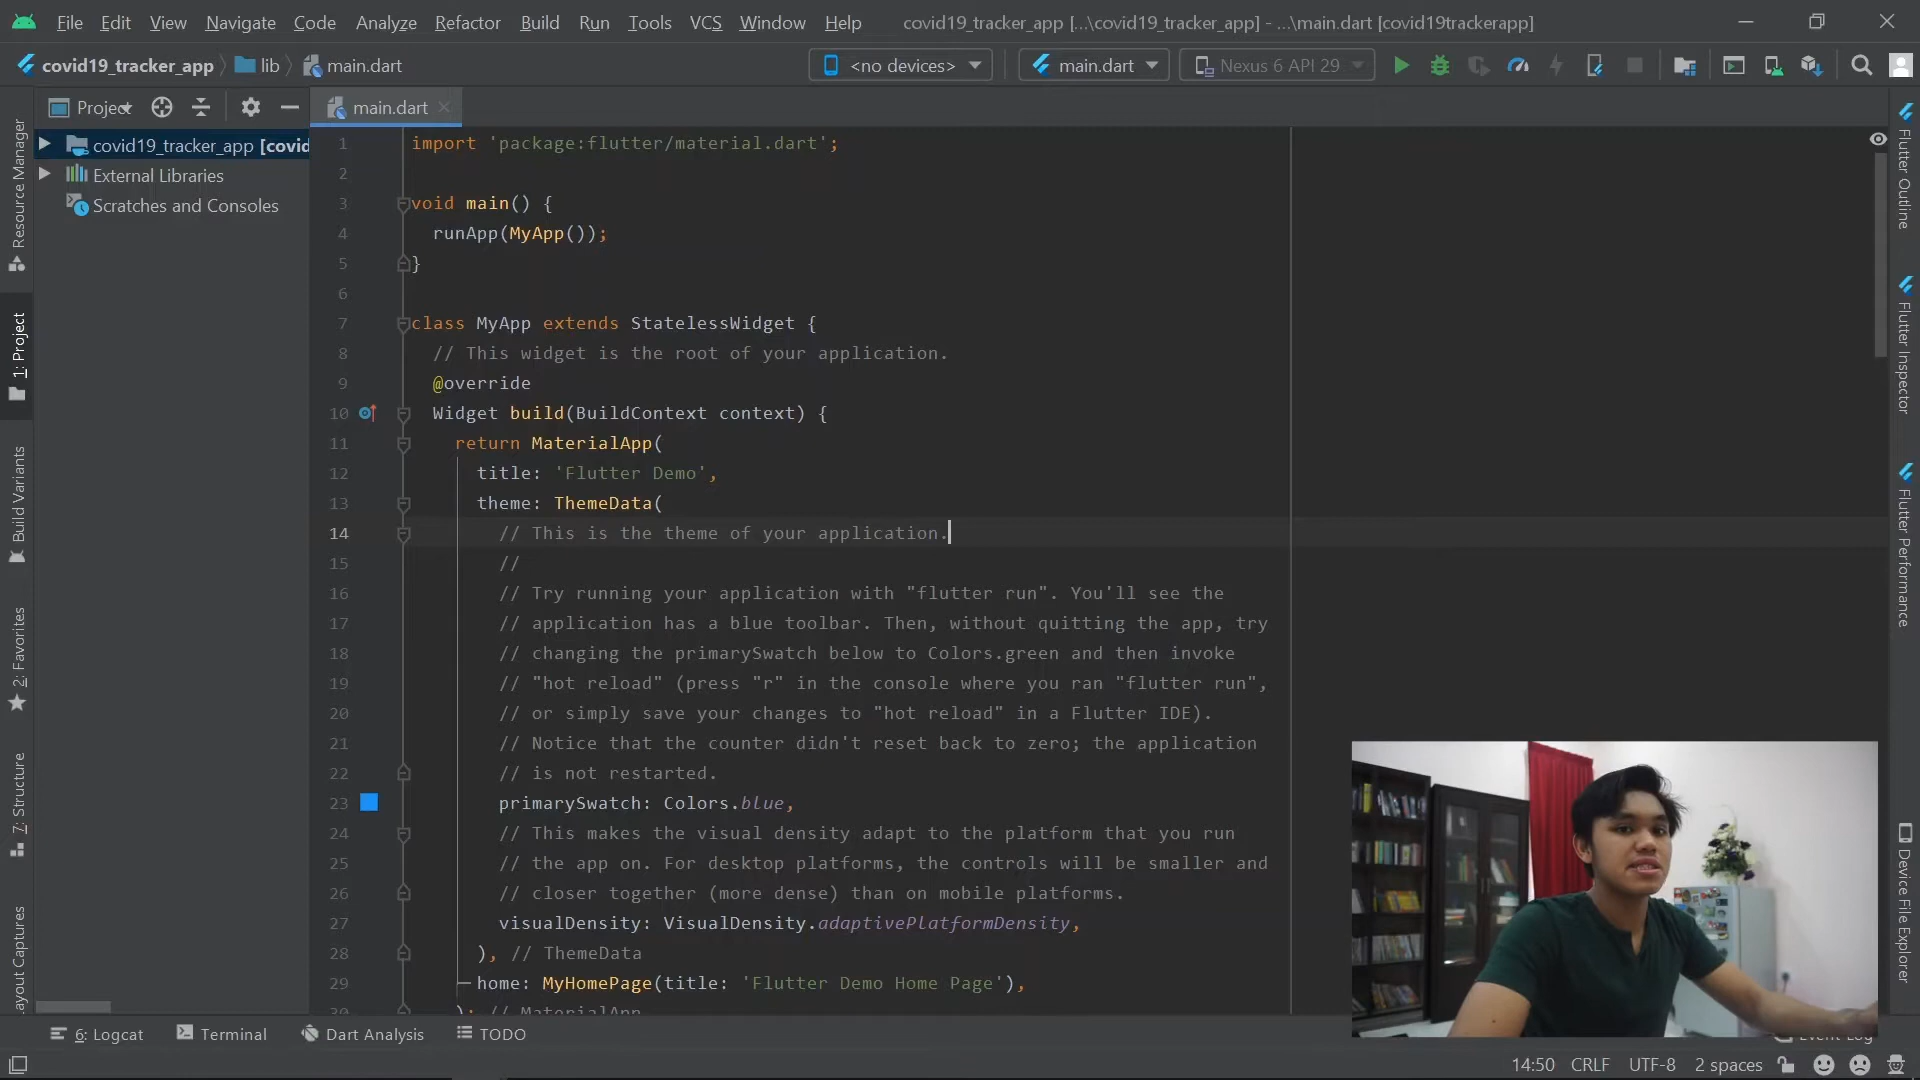 File Edit View Navigate Code Analyze Refactor Build Run Tools VCS Window Help covid19_tracker_app [...\covid19_tracker_app] - ...\main.dart [covid19trackerapp]
covid19_tracker_app lib main.dart <no devices> main.dart Nexus 6 API 29
Project main.dart
covid19_tracker_app [covid
External Libraries
Scratches and Consoles
Resource Manager
1: Project
Build Variants
2: Favorites
7: Structure
ayout Captures
1 import 'package:flutter/material.dart';
2
3 void main() {
4 runApp(MyApp());
5 }
6
7 class MyApp extends StatelessWidget {
8 // This widget is the root of your application.
9 @override
10 Widget build(BuildContext context) {
11 return MaterialApp(
12 title: 'Flutter Demo',
13 theme: ThemeData(
14 // This is the theme of your application.
15 //
16 // Try running your application with "flutter run". You'll see the
17 // application has a blue toolbar. Then, without quitting the app, try
18 // changing the primarySwatch below to Colors.green and then invoke
19 // "hot reload" (press "r" in the console where you ran "flutter run",
20 // or simply save your changes to "hot reload" in a Flutter IDE).
21 // Notice that the counter didn't reset back to zero; the application
22 // is not restarted.
23 primarySwatch: Colors.blue,
24 // This makes the visual density adapt to the platform that you run
25 // the app on. For desktop platforms, the controls will be smaller and
26 // closer together (more dense) than on mobile platforms.
27 visualDensity: VisualDensity.adaptivePlatformDensity,
28 ), // ThemeData
29 home: MyHomePage(title: 'Flutter Demo Home Page'),
30 ); // MaterialApp
Flutter Outline
Flutter Inspector
Flutter Performance
Device File Explorer
6: Logcat Terminal Dart Analysis TODO Event Log
14:50 CRLF UTF-8 2 spaces